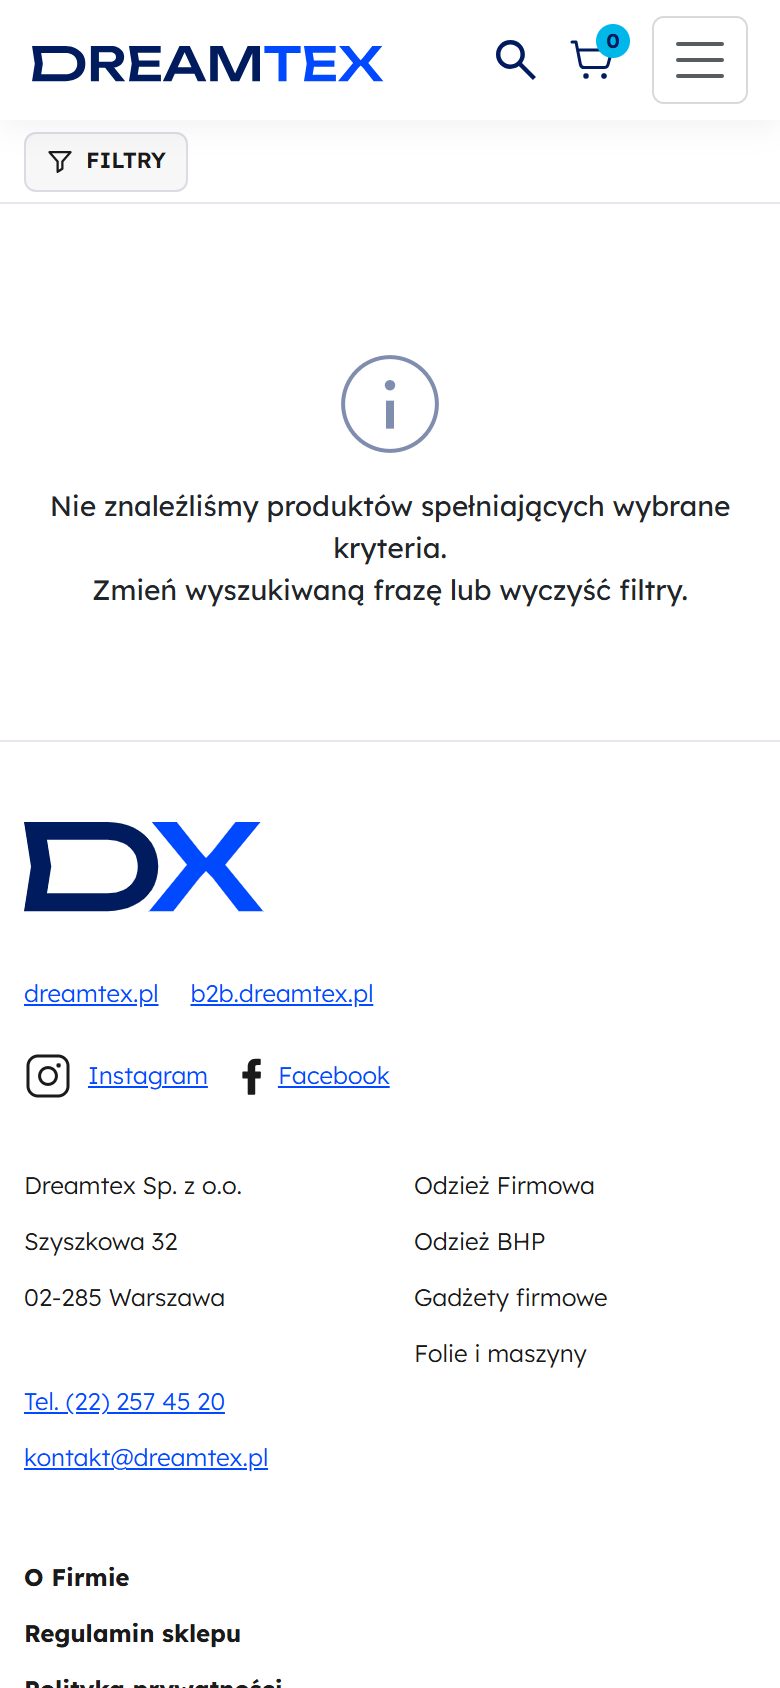 DREAMTEX
0
FILTRY
Nie znaleźliśmy produktów spełniających wybrane
kryteria.
Zmień wyszukiwaną frazę lub wyczyść filtry.
DX
dreamtex.pl b2b.dreamtex.pl
Instagram Facebook
Dreamtex Sp. z o.o.
Szyszkowa 32
02-285 Warszawa
Tel. (22) 257 45 20
kontakt@dreamtex.pl
Odzież Firmowa
Odzież BHP
Gadżety firmowe
Folie i maszyny
O Firmie
Regulamin sklepu
Polityka prywatności